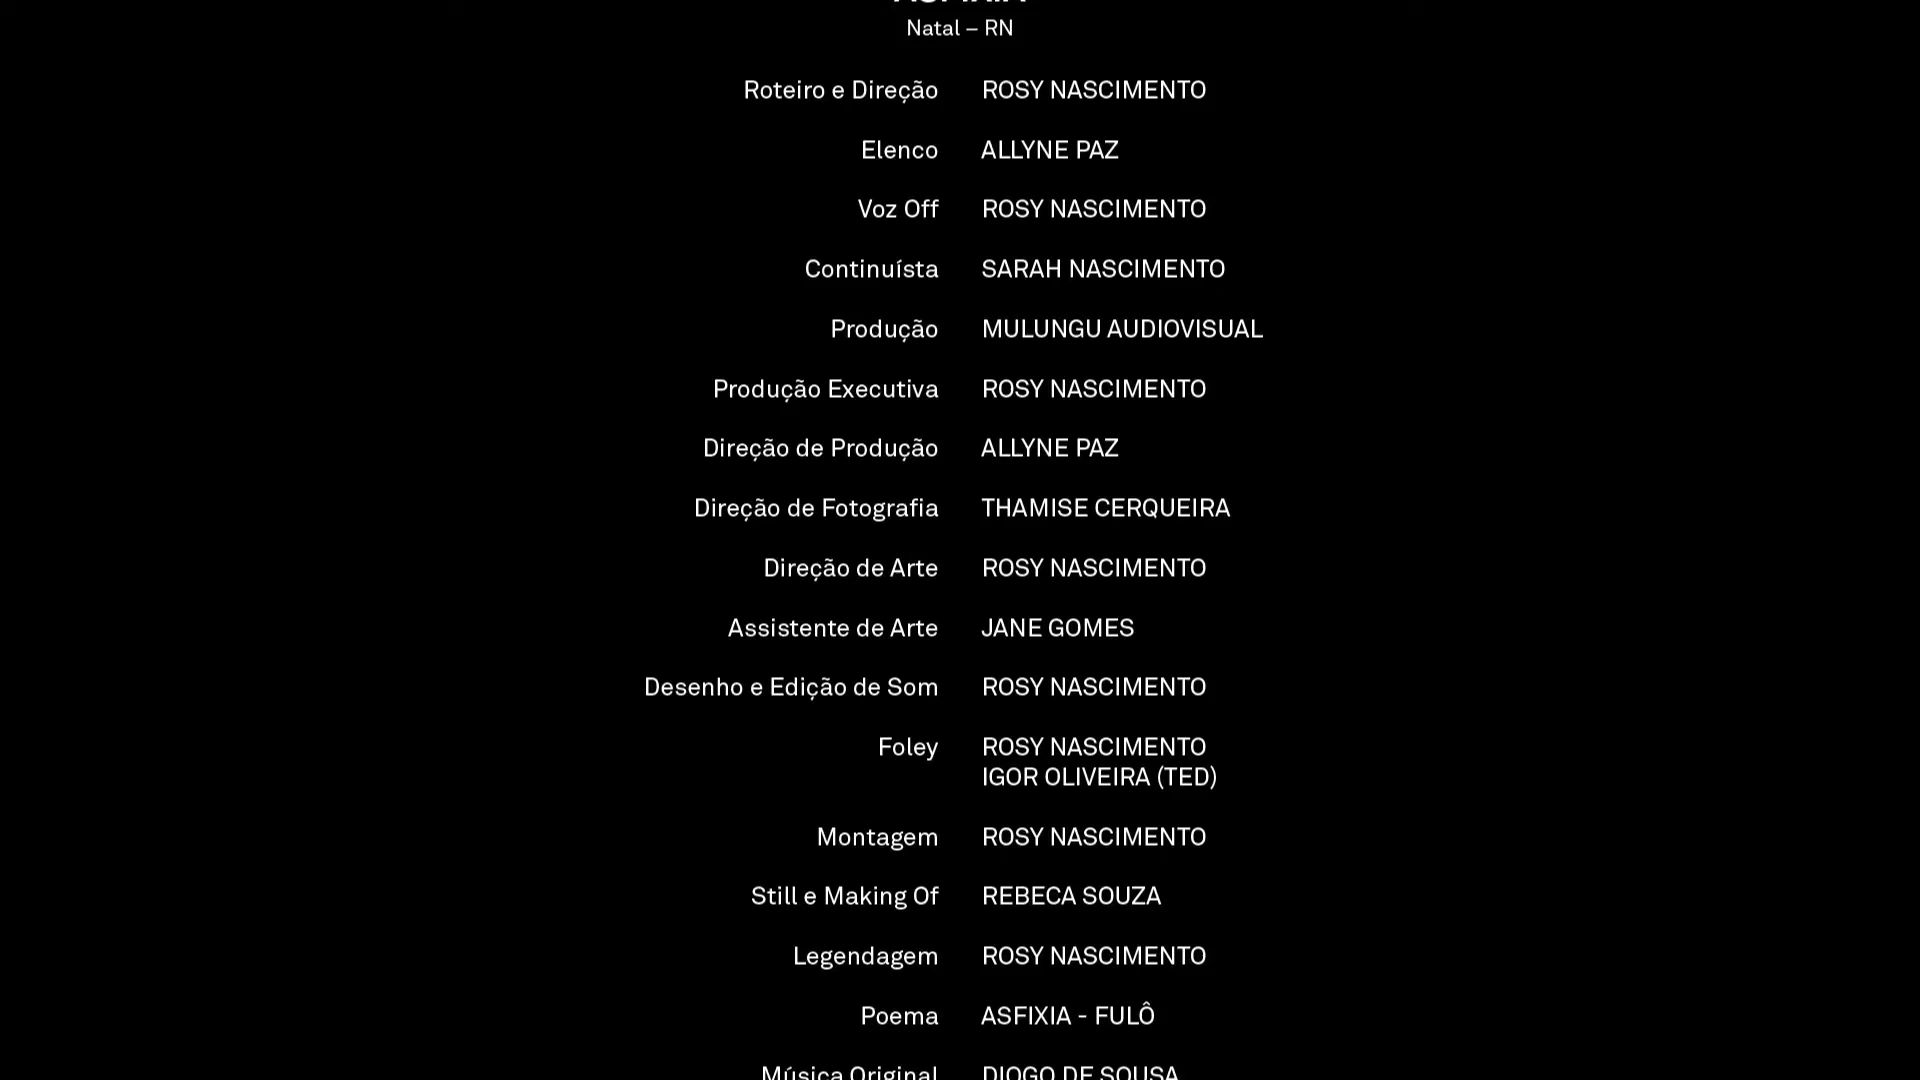 Natal – RN
Roteiro e Direção ROSY NASCIMENTO
Elenco ALLYNE PAZ
Voz Off ROSY NASCIMENTO
Continuísta SARAH NASCIMENTO
Produção MULUNGU AUDIOVISUAL
Produção Executiva ROSY NASCIMENTO
Direção de Produção ALLYNE PAZ
Direção de Fotografia THAMISE CERQUEIRA
Direção de Arte ROSY NASCIMENTO
Assistente de Arte JANE GOMES
Desenho e Edição de Som ROSY NASCIMENTO
Foley ROSY NASCIMENTO
IGOR OLIVEIRA (TED)
Montagem ROSY NASCIMENTO
Still e Making Of REBECA SOUZA
Legendagem ROSY NASCIMENTO
Poema ASFIXIA - FULÔ
Música Original DIOGO DE SOUSA